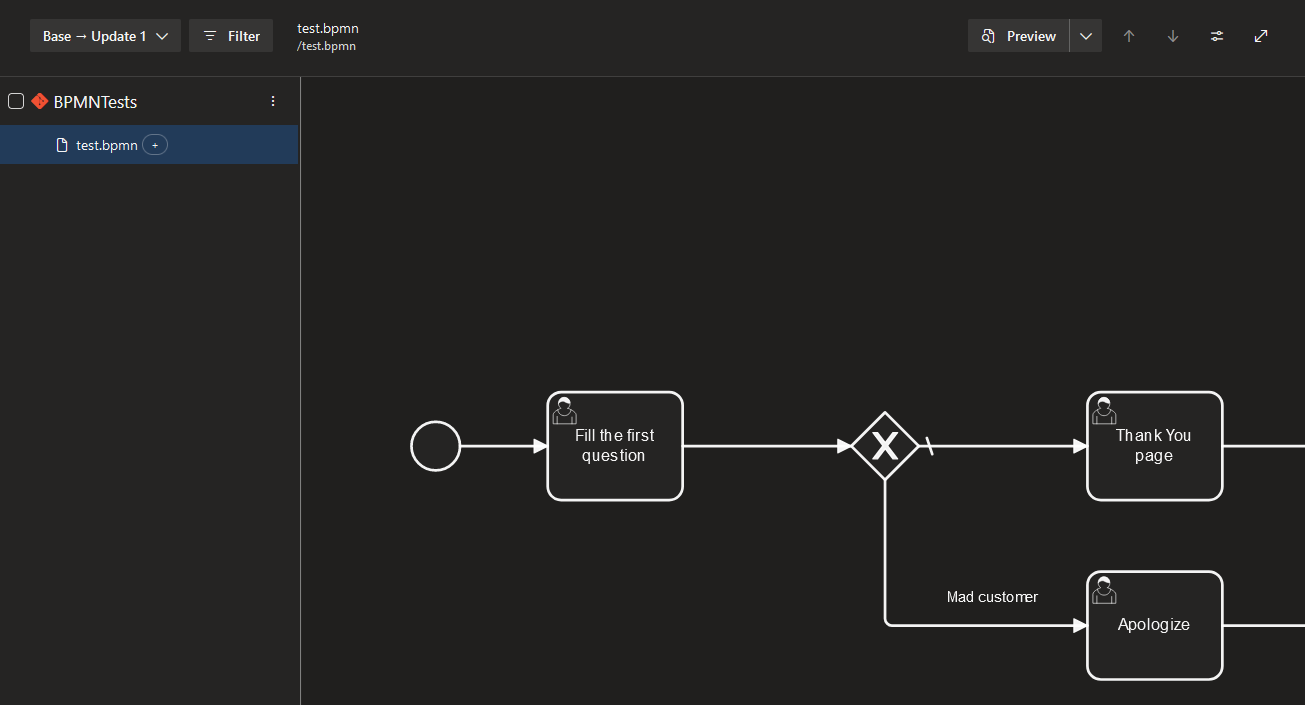 Base → Update 1
Filter
test.bpmn
/test.bpmn
Preview
BPMNTests
test.bpmn
+
Fill the first
question
X
Thank You
page
Mad customer
Apologize